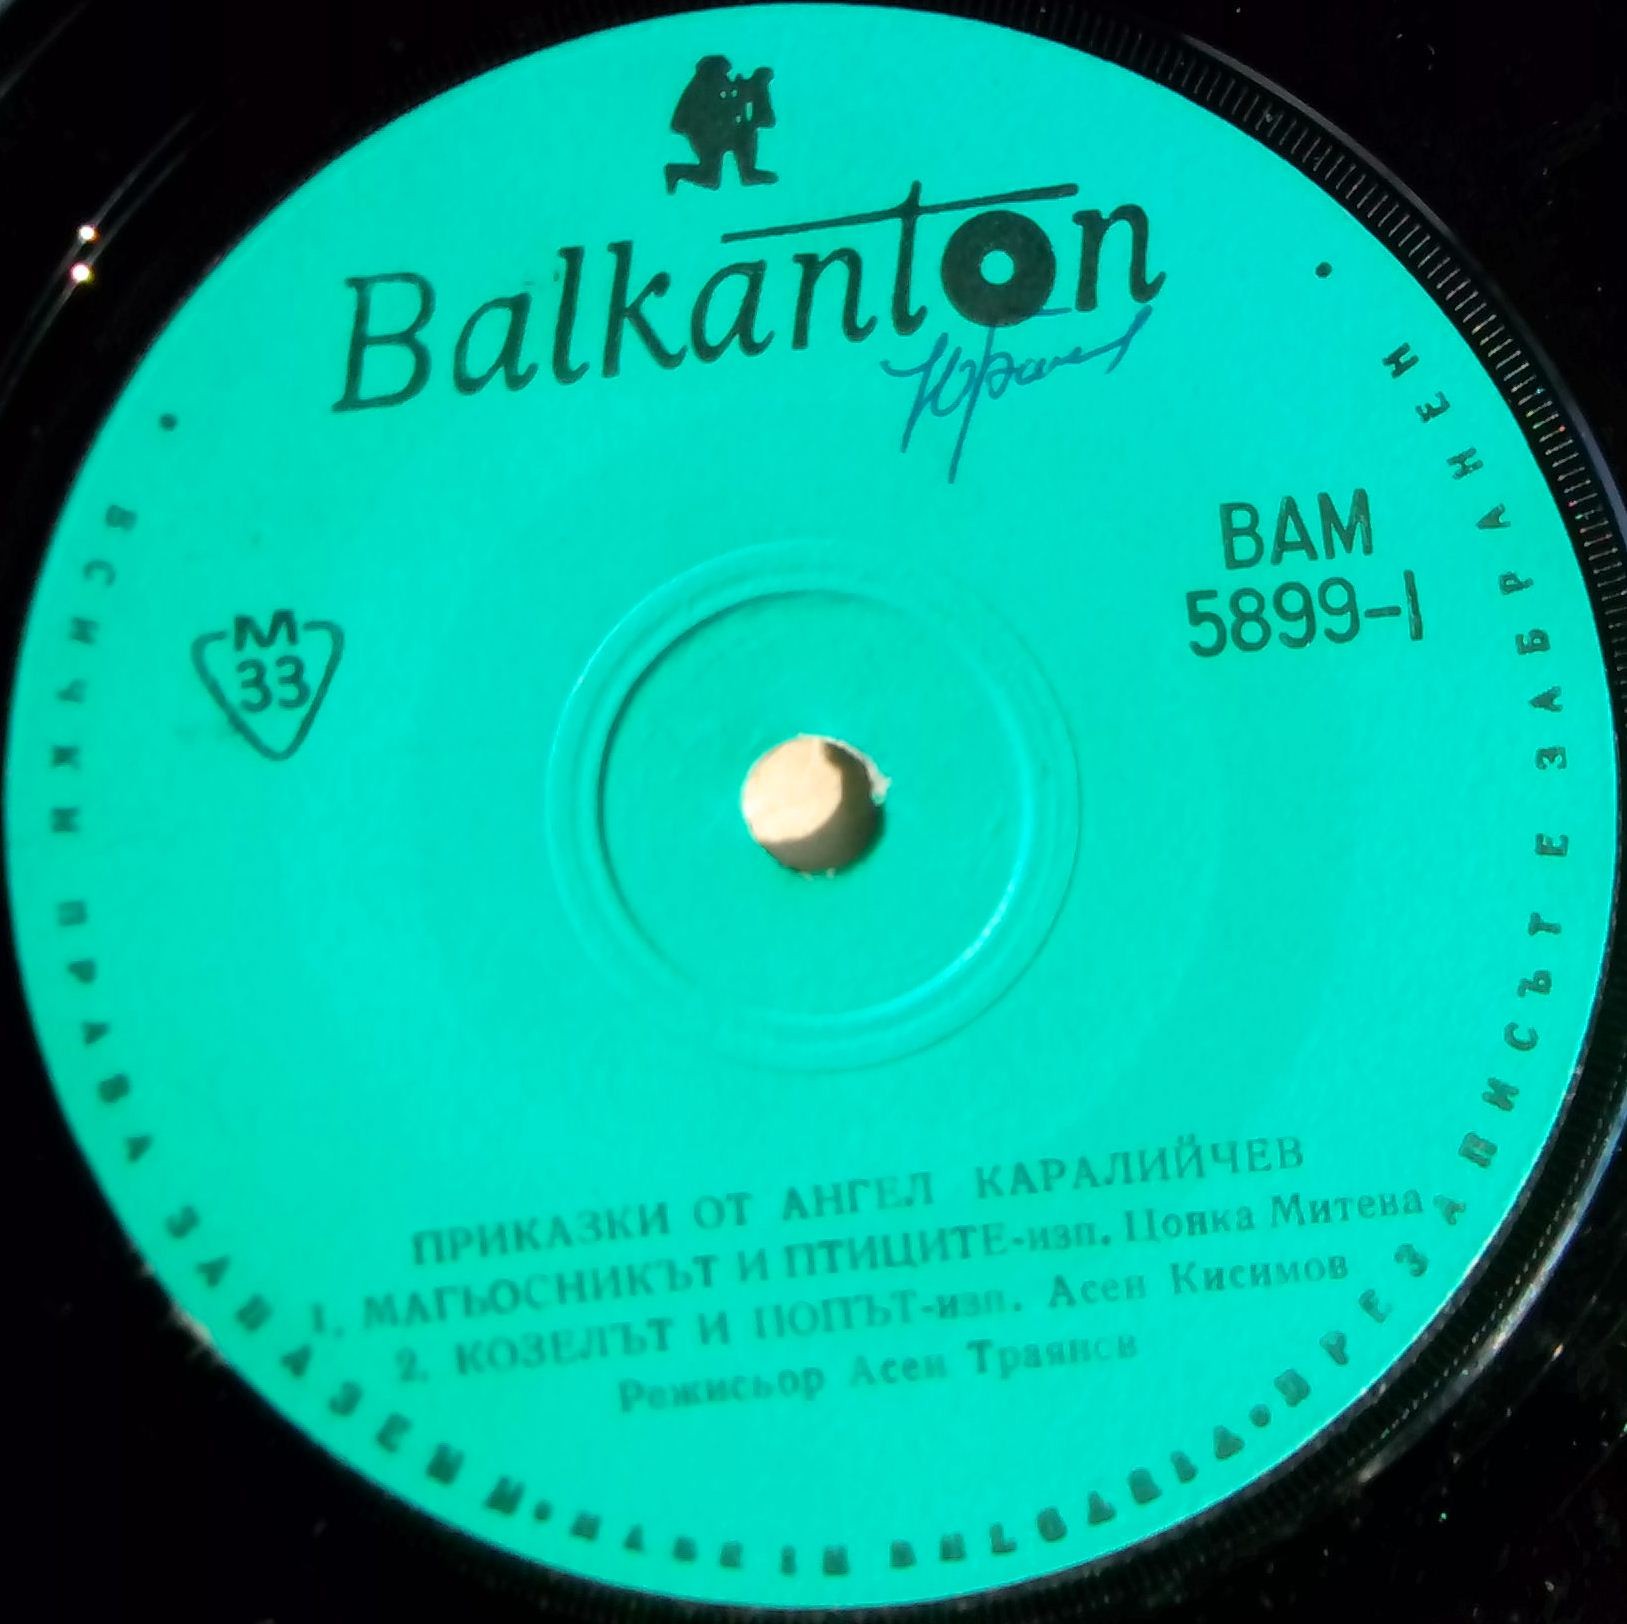 Balkanton
M
33
ВАМ
5899-I
ПРИКАЗКИ ОТ АНГЕЛ КАРАЛИЙЧЕВ
1. МАГЬОСНИКЪТ И ПТИЦИТЕ-изп. Цонка Митева
2. КОЗЕЛЪТ И ПОПЪТ-изп. Асен Кисимов
Режисьор Асен Траянов
• ВСИЧКИ ПРАВА ЗАПАЗЕНИ • MADE IN BULGARIA • ПРЕЗАПИСЪТ Е ЗАБРАНЕН •